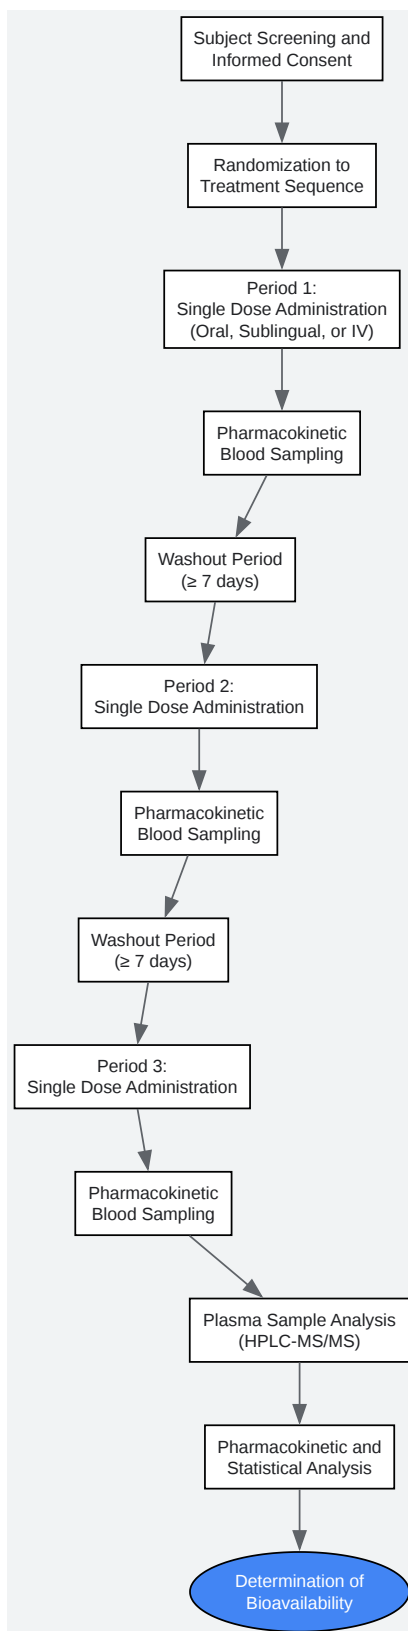 Subject Screening and
Informed Consent
Randomization to
Treatment Sequence
Period 1:
Single Dose Administration
(Oral, Sublingual, or IV)
Pharmacokinetic
Blood Sampling
Washout Period
(≥ 7 days)
Period 2:
Single Dose Administration
Pharmacokinetic
Blood Sampling
Washout Period
(≥ 7 days)
Period 3:
Single Dose Administration
Pharmacokinetic
Blood Sampling
Plasma Sample Analysis
(HPLC-MS/MS)
Pharmacokinetic and
Statistical Analysis
Determination of
Bioavailability